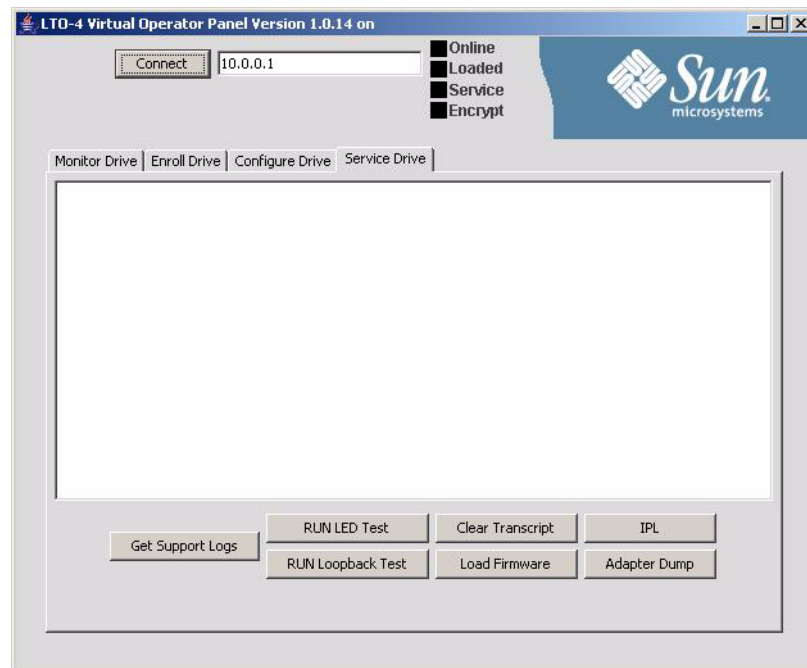 LTO-4 Virtual Operator Panel Version 1.0.14 on
Connect
10.0.0.1
Online
Loaded
Service
Encrypt
Sun
microsystems
Monitor Drive
Enroll Drive
Configure Drive
Service Drive
Get Support Logs
RUN LED Test
Clear Transcript
IPL
RUN Loopback Test
Load Firmware
Adapter Dump